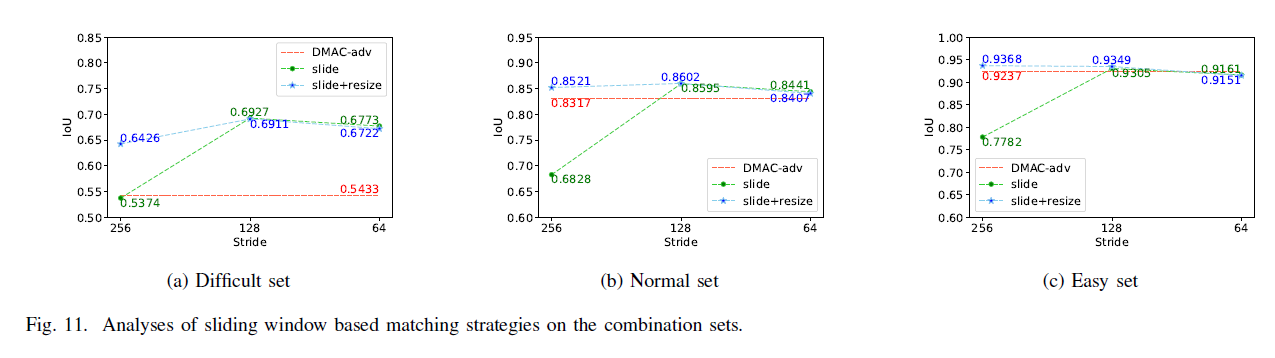 0.85
0.80
0.75
0.70
0.65
0.60
0.55
0.50
IoU
0.6426
0.5374
0.6927
0.6911
0.6773
0.6722
0.5433
DMAC-adv
slide
slide+resize
256
128
64
Stride
(a) Difficult set
0.95
0.90
0.85
0.80
0.75
0.70
0.65
0.60
IoU
0.8521
0.8317
0.6828
0.8602
0.8595
0.8441
0.8407
DMAC-adv
slide
slide+resize
256
128
64
Stride
(b) Normal set
1.00
0.95
0.90
0.85
0.80
0.75
0.70
0.65
0.60
IoU
0.9368
0.9237
0.7782
0.9349
0.9305
0.9161
0.9151
DMAC-adv
slide
slide+resize
256
128
64
Stride
(c) Easy set
Fig. 11. Analyses of sliding window based matching strategies on the combination sets.